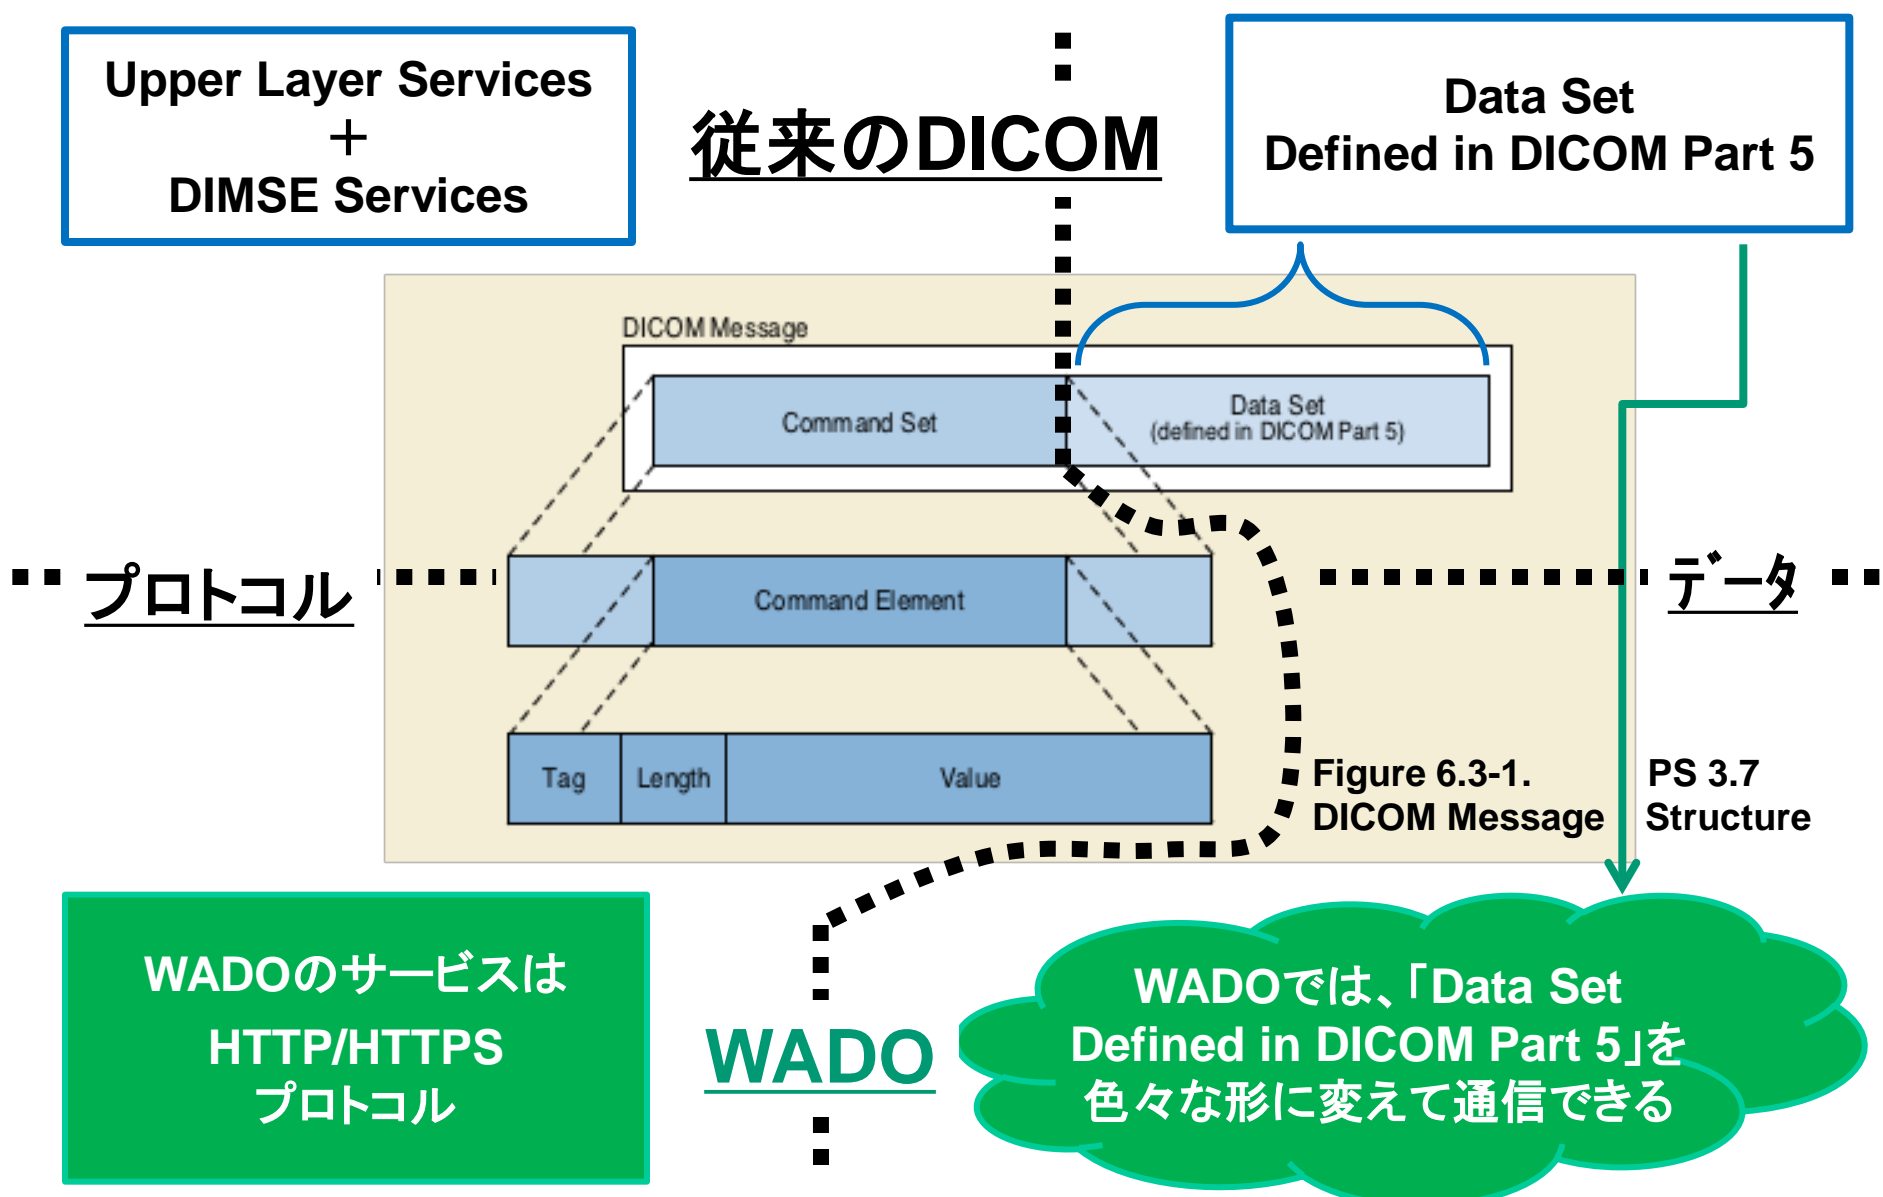 Upper Layer Services
+
DIMSE Services
従来のDICOM
Data Set
Defined in DICOM Part 5
DICOM Message
Command Set
Data Set
(defined in DICOM Part 5)
プロトコル
データ
Command Element
Tag
Length
Value
Figure 6.3-1. PS 3.7
DICOM Message Structure
WADOのサービスは
HTTP/HTTPS
プロトコル
WADO
WADOでは、「Data Set
Defined in DICOM Part 5」を
色々な形に変えて通信できる